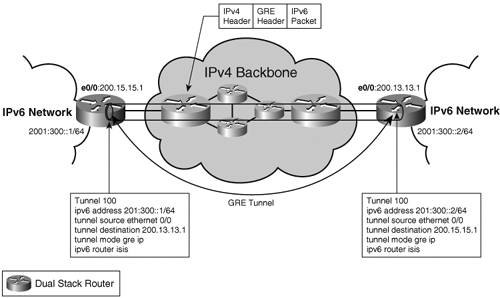 IPv4 Header
GRE Header
IPv6 Packet
e0/0:200.15.15.1
IPv4 Backbone
e0/0:200.13.13.1
IPv6 Network
IPv6 Network
2001:300::1/64
2001:300::2/64
GRE Tunnel
Tunnel 100
ipv6 address 201:300::1/64
tunnel source ethernet 0/0
tunnel destination 200.13.13.1
tunnel mode gre ip
ipv6 router isis
Tunnel 100
ipv6 address 201:300::2/64
tunnel source ethernet 0/0
tunnel destination 200.15.15.1
tunnel mode gre ip
ipv6 router isis
Dual Stack Router